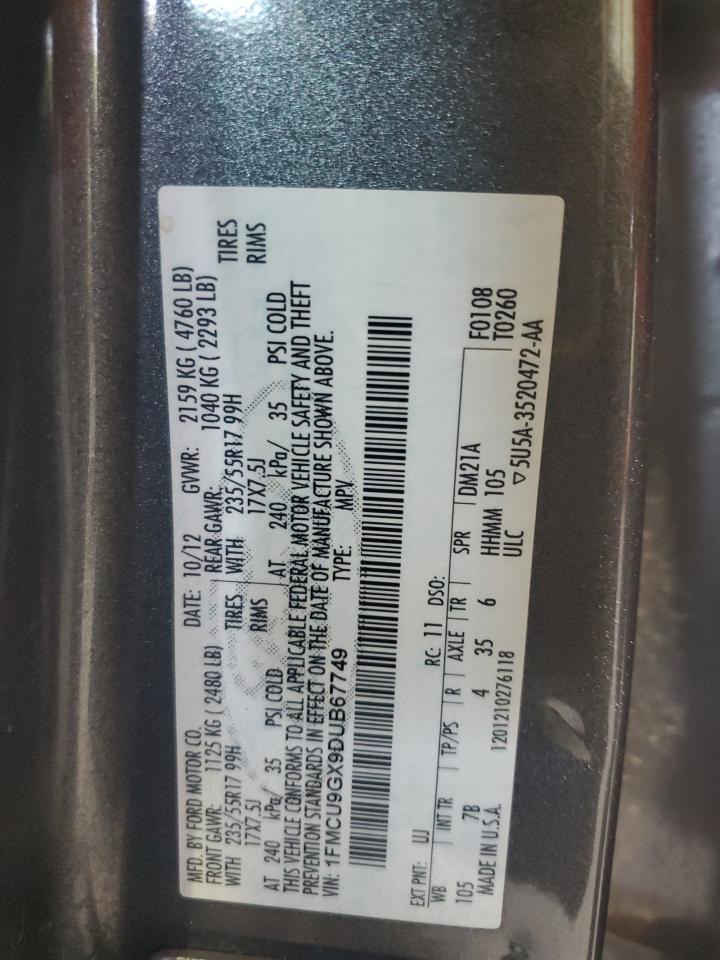 MFD. BY FORD MOTOR CO. DATE: 10/12 GVWR: 2159 KG ( 4760 LB)
FRONT GAWR: 1125 KG ( 2480 LB) REAR GAWR: 1040 KG ( 2293 LB)
WITH 235/55R17 99H TIRES WITH 235/55R17 99H TIRES
17X7.5J RIMS 17X7.5J RIMS
AT 240 kPa/ 35 PSI COLD AT 240 kPa/ 35 PSI COLD
THIS VEHICLE CONFORMS TO ALL APPLICABLE FEDERAL MOTOR VEHICLE SAFETY AND THEFT
PREVENTION STANDARDS IN EFFECT ON THE DATE OF MANUFACTURE SHOWN ABOVE.
VIN: 1FMCU9GX9DUB67749 TYPE: MPV
EXT PNT: UJ RC: 11 DSO:
WB INT TR TP/PS R AXLE TR SPR DM21A F0108
105 7B 4 35 6 HHMM 105 T0260
MADE IN U.S.A. 1201210276118 ULC ▽5U5A-3520472-AA